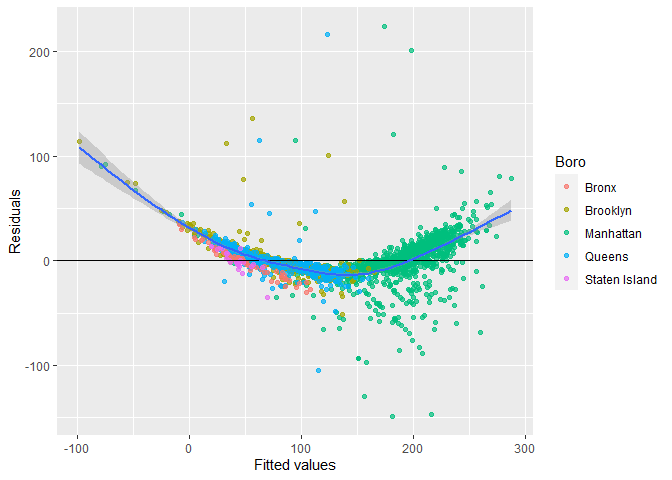 200
100
0
-100
Residuals
-100
0
100
200
300
Fitted values
Boro
Bronx
Brooklyn
Manhattan
Queens
Staten Island